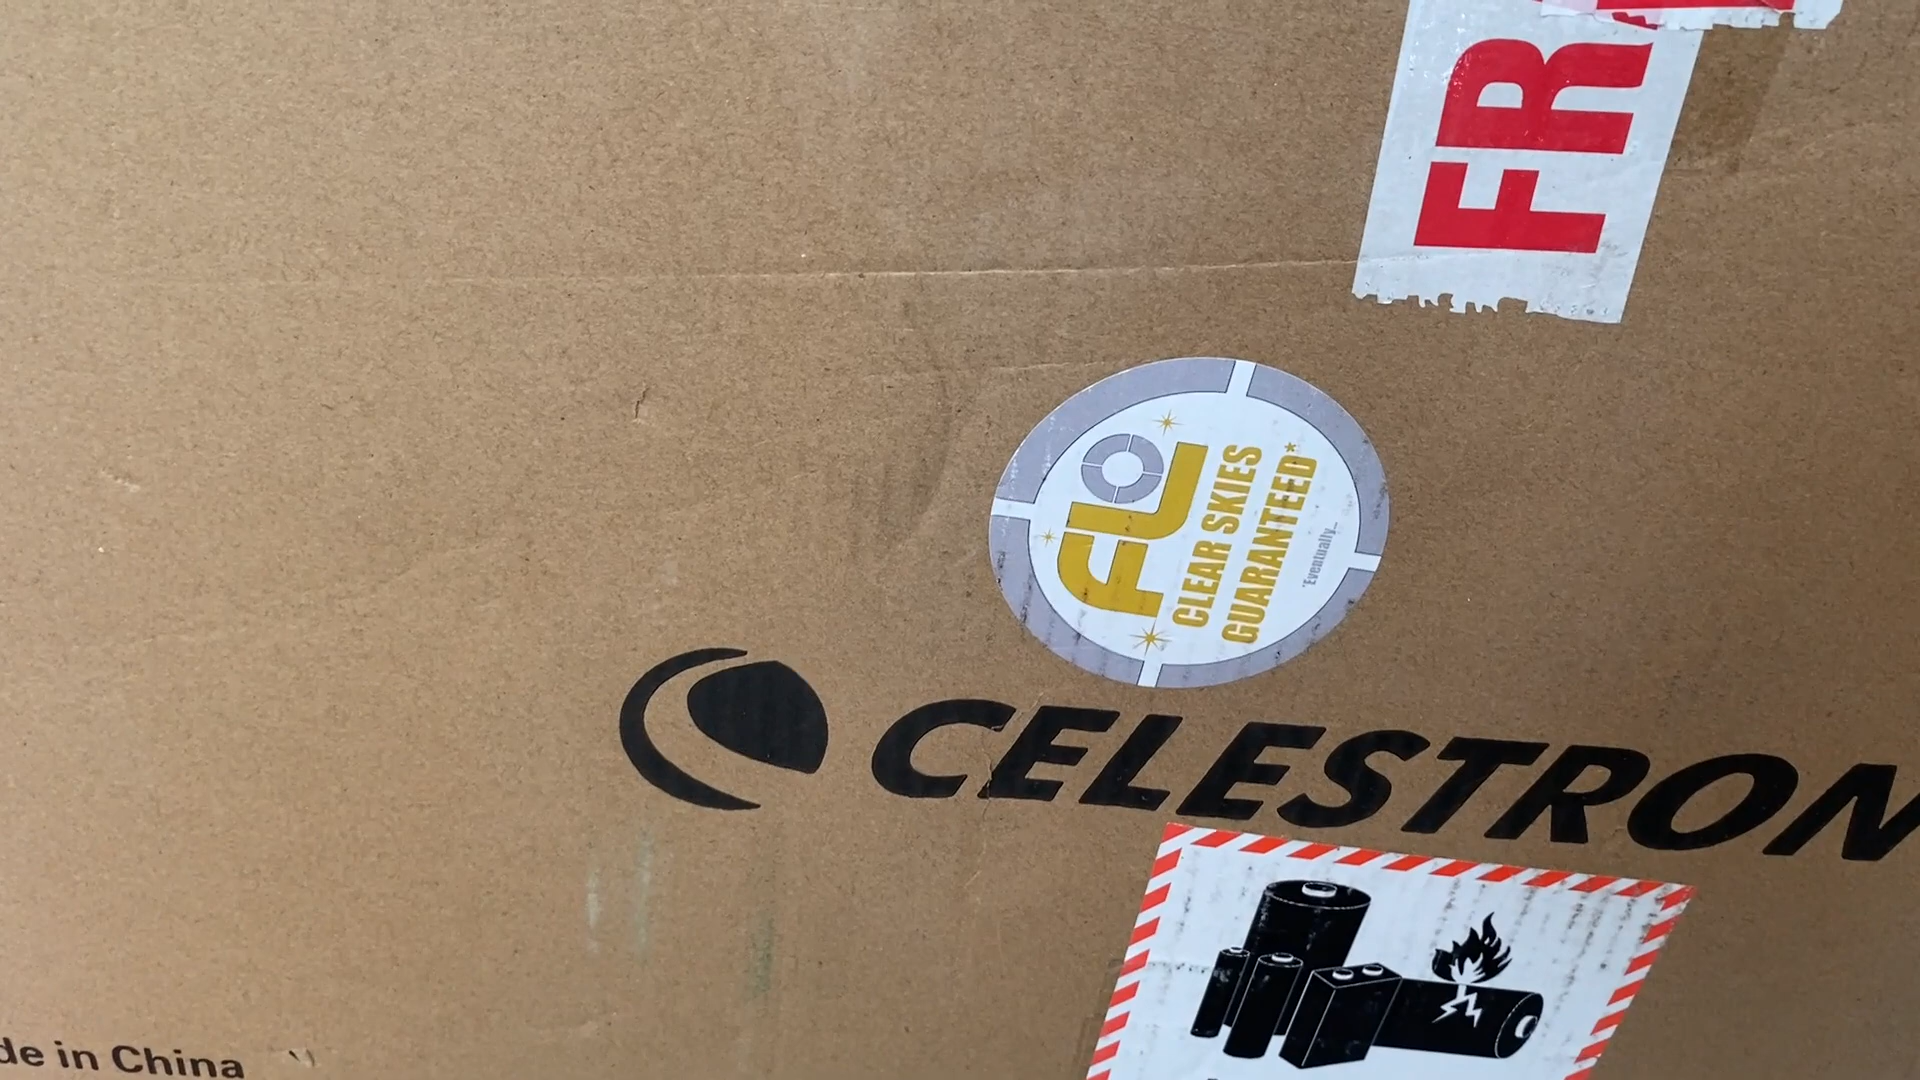 FR
FLO
CLEAR SKIES
GUARANTEED*
*Eventually...
CELESTRON
de in China